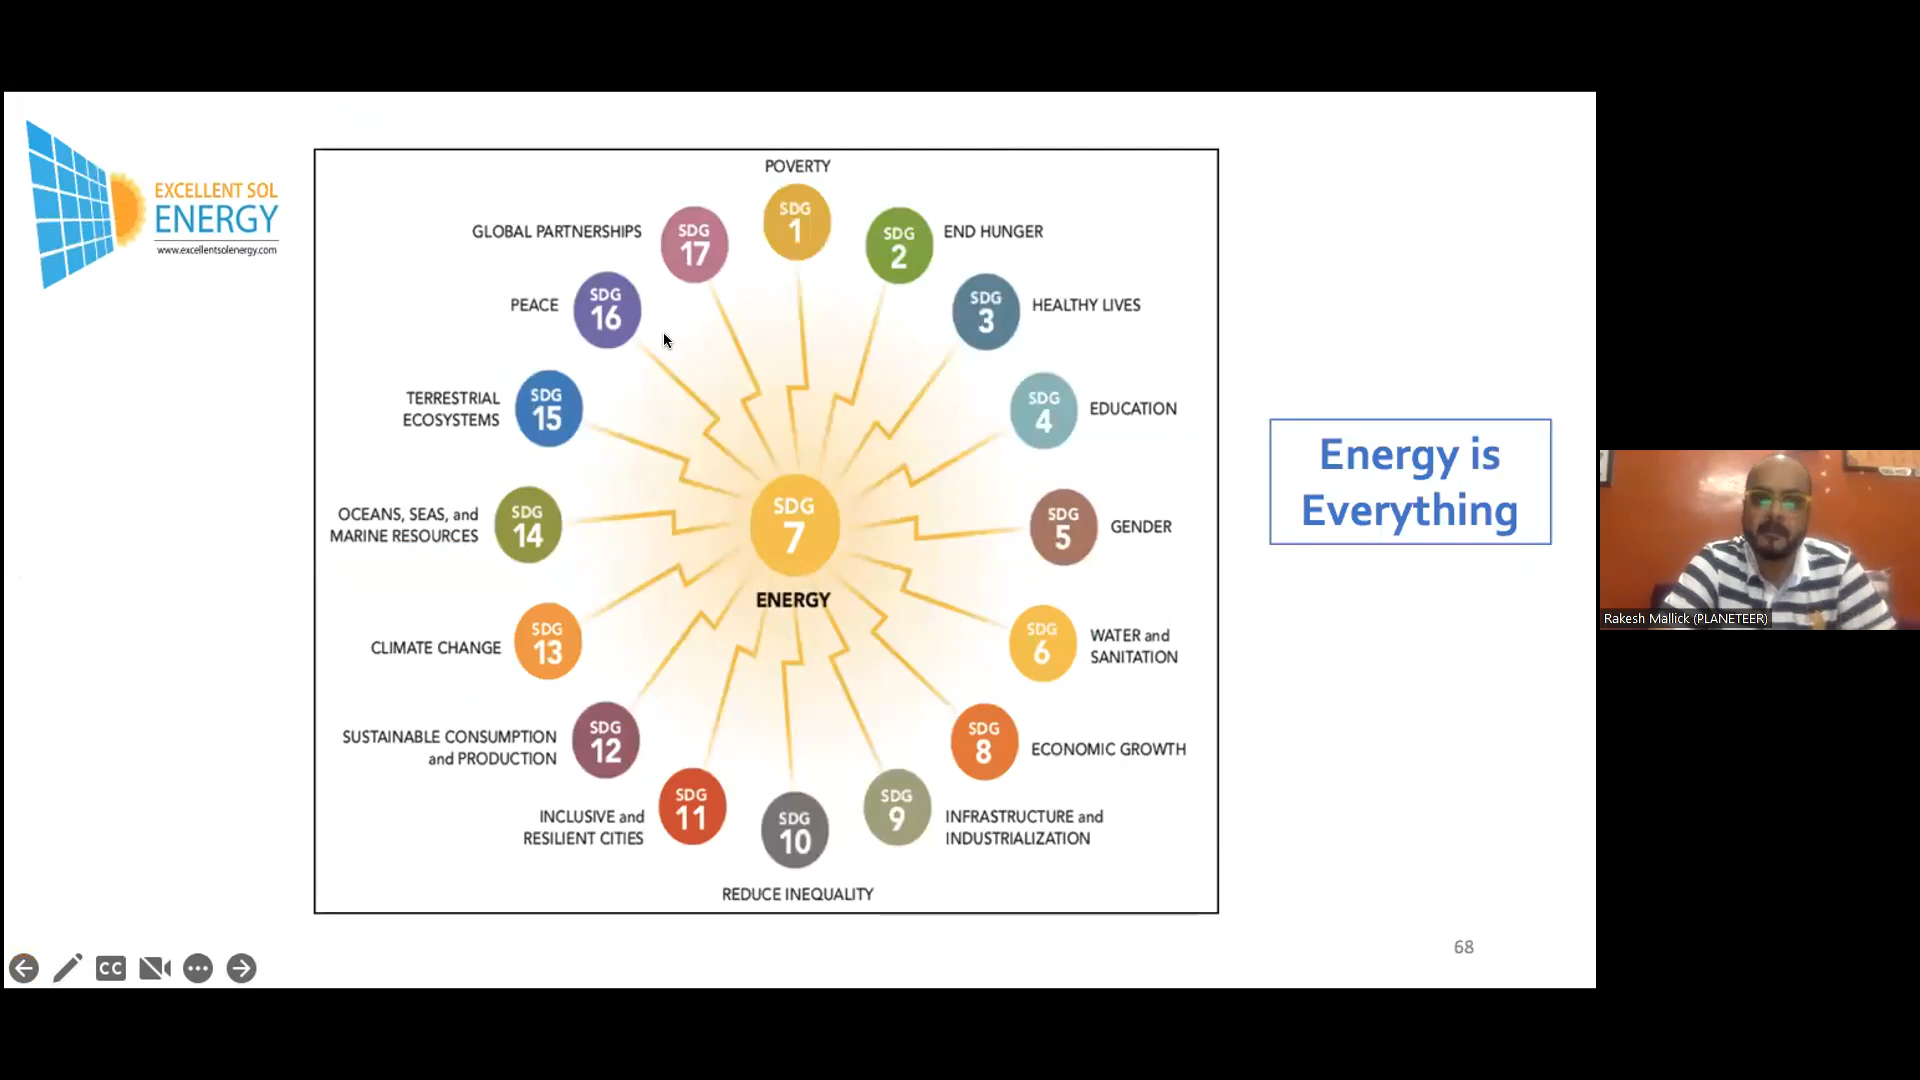 EXCELLENT SOL
ENERGY
www.excellentsolenergy.com
POVERTY
SDG
1
GLOBAL PARTNERSHIPS
SDG
17
SDG
2
END HUNGER
PEACE
SDG
16
SDG
3
HEALTHY LIVES
TERRESTRIAL
ECOSYSTEMS
SDG
15
SDG
4
EDUCATION
OCEANS, SEAS, and
MARINE RESOURCES
SDG
14
SDG
7
ENERGY
SDG
5
GENDER
CLIMATE CHANGE
SDG
13
SDG
6
WATER and
SANITATION
SUSTAINABLE CONSUMPTION
and PRODUCTION
SDG
12
SDG
8
ECONOMIC GROWTH
INCLUSIVE and
RESILIENT CITIES
SDG
11
SDG
10
REDUCE INEQUALITY
SDG
9
INFRASTRUCTURE and
INDUSTRIALIZATION
Energy is
Everything
Rakesh Mallick (PLANETEER)
68
CC